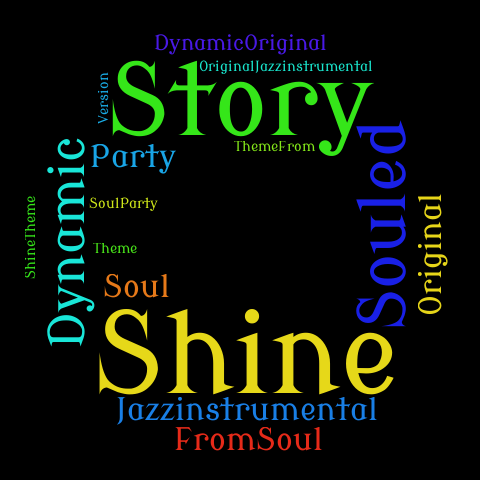 DynamicOriginal
OriginalJazzinstrumental
Story
Version
ThemeFrom
Party
Souled
Dynamic
SoulParty
Original
ShineTheme
Theme
Soul
Shine
Jazzinstrumental
FromSoul